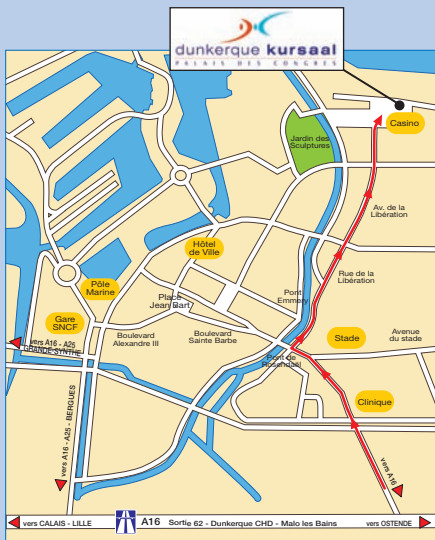 dunkerque kursaal
PALAIS DES CONGRES
Casino
Jardin des
Sculptures
Av. de la
Libération
Hôtel
de Ville
Rue de la
Libération
Pôle
Marine
Place
Jean Bart
Pont
Emmery
Gare
SNCF
Boulevard
Alexandre III
Boulevard
Sainte Barbe
Stade
Avenue
du stade
vers A16 - A25
GRANDE-SYNTHE
Pont de
Rosendaël
Clinique
vers A16 - A25 - BERGUES
vers A16
vers CALAIS - LILLE
A16 Sortie 62 - Dunkerque CHD - Malo les Bains
vers OSTENDE